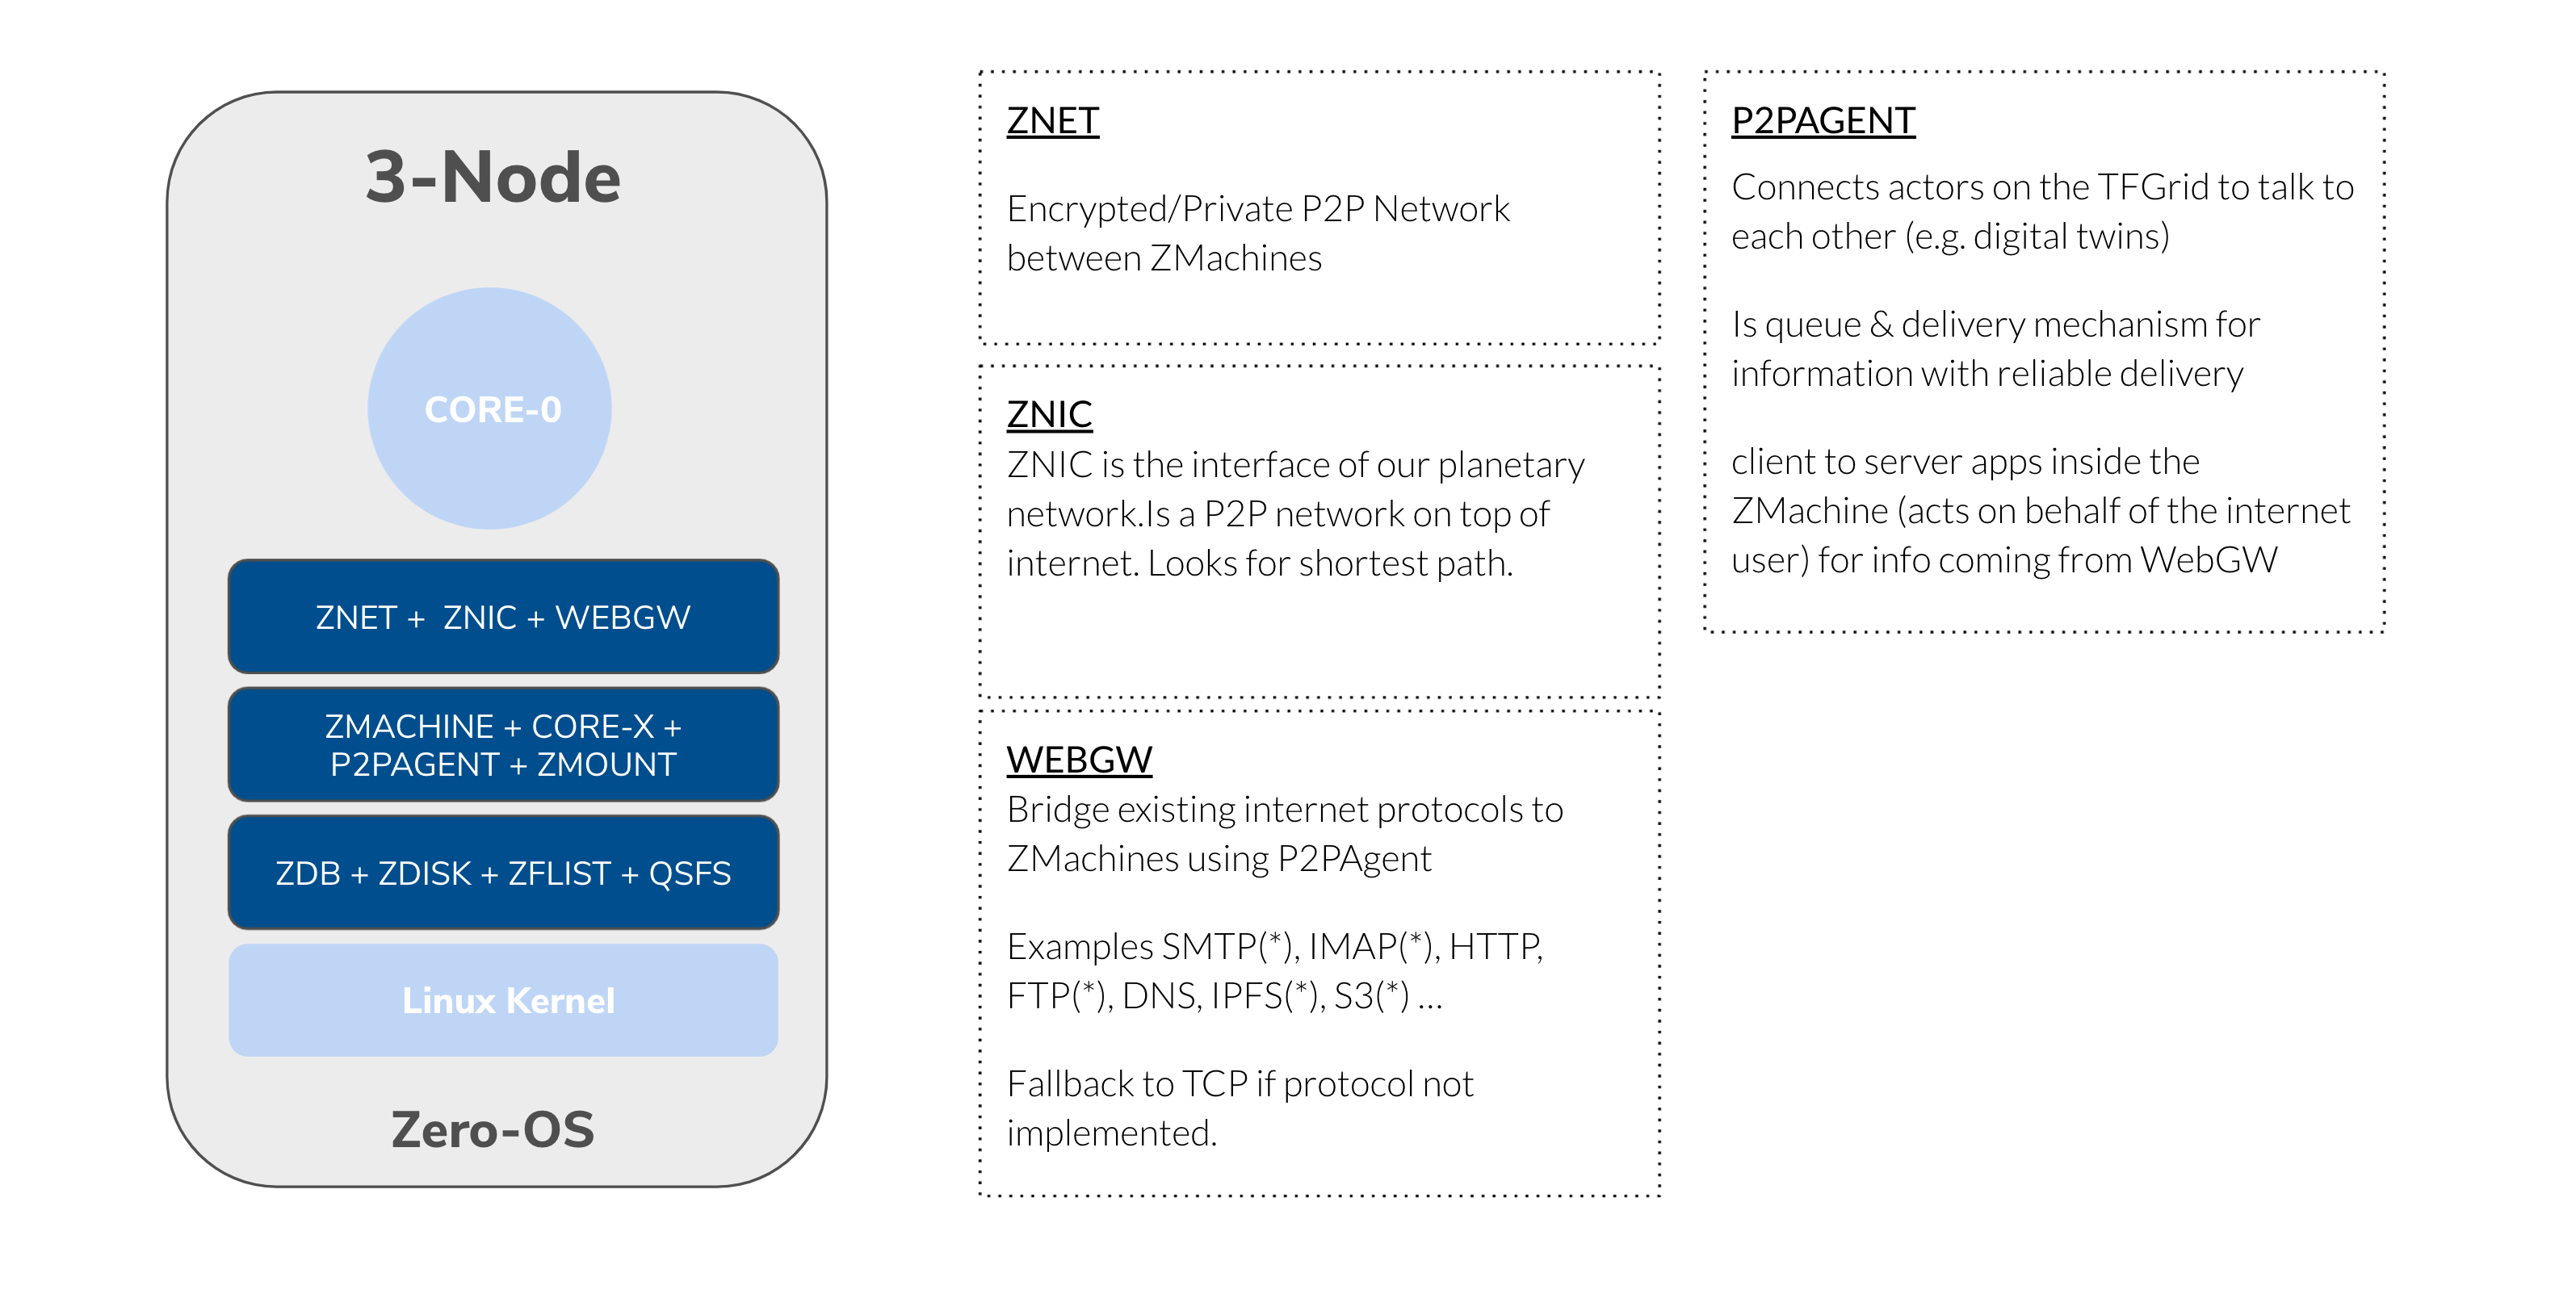 3-Node
CORE-0
ZNET +  ZNIC + WEBGW
ZMACHINE + CORE-X +
P2PAGENT + ZMOUNT
ZDB + ZDISK + ZFLIST + QSFS
Linux Kernel
Zero-OS
ZNET
Encrypted/Private P2P Network
between ZMachines
ZNIC
ZNIC is the interface of our planetary
network.Is a P2P network on top of
internet. Looks for shortest path.
WEBGW
Bridge existing internet protocols to
ZMachines using P2PAgent
Examples SMTP(*), IMAP(*), HTTP,
FTP(*), DNS, IPFS(*), S3(*) ...
Fallback to TCP if protocol not
implemented.
P2PAGENT
Connects actors on the TFGrid to talk to
each other (e.g. digital twins)
Is queue & delivery mechanism for
information with reliable delivery
client to server apps inside the
ZMachine (acts on behalf of the internet
user) for info coming from WebGW